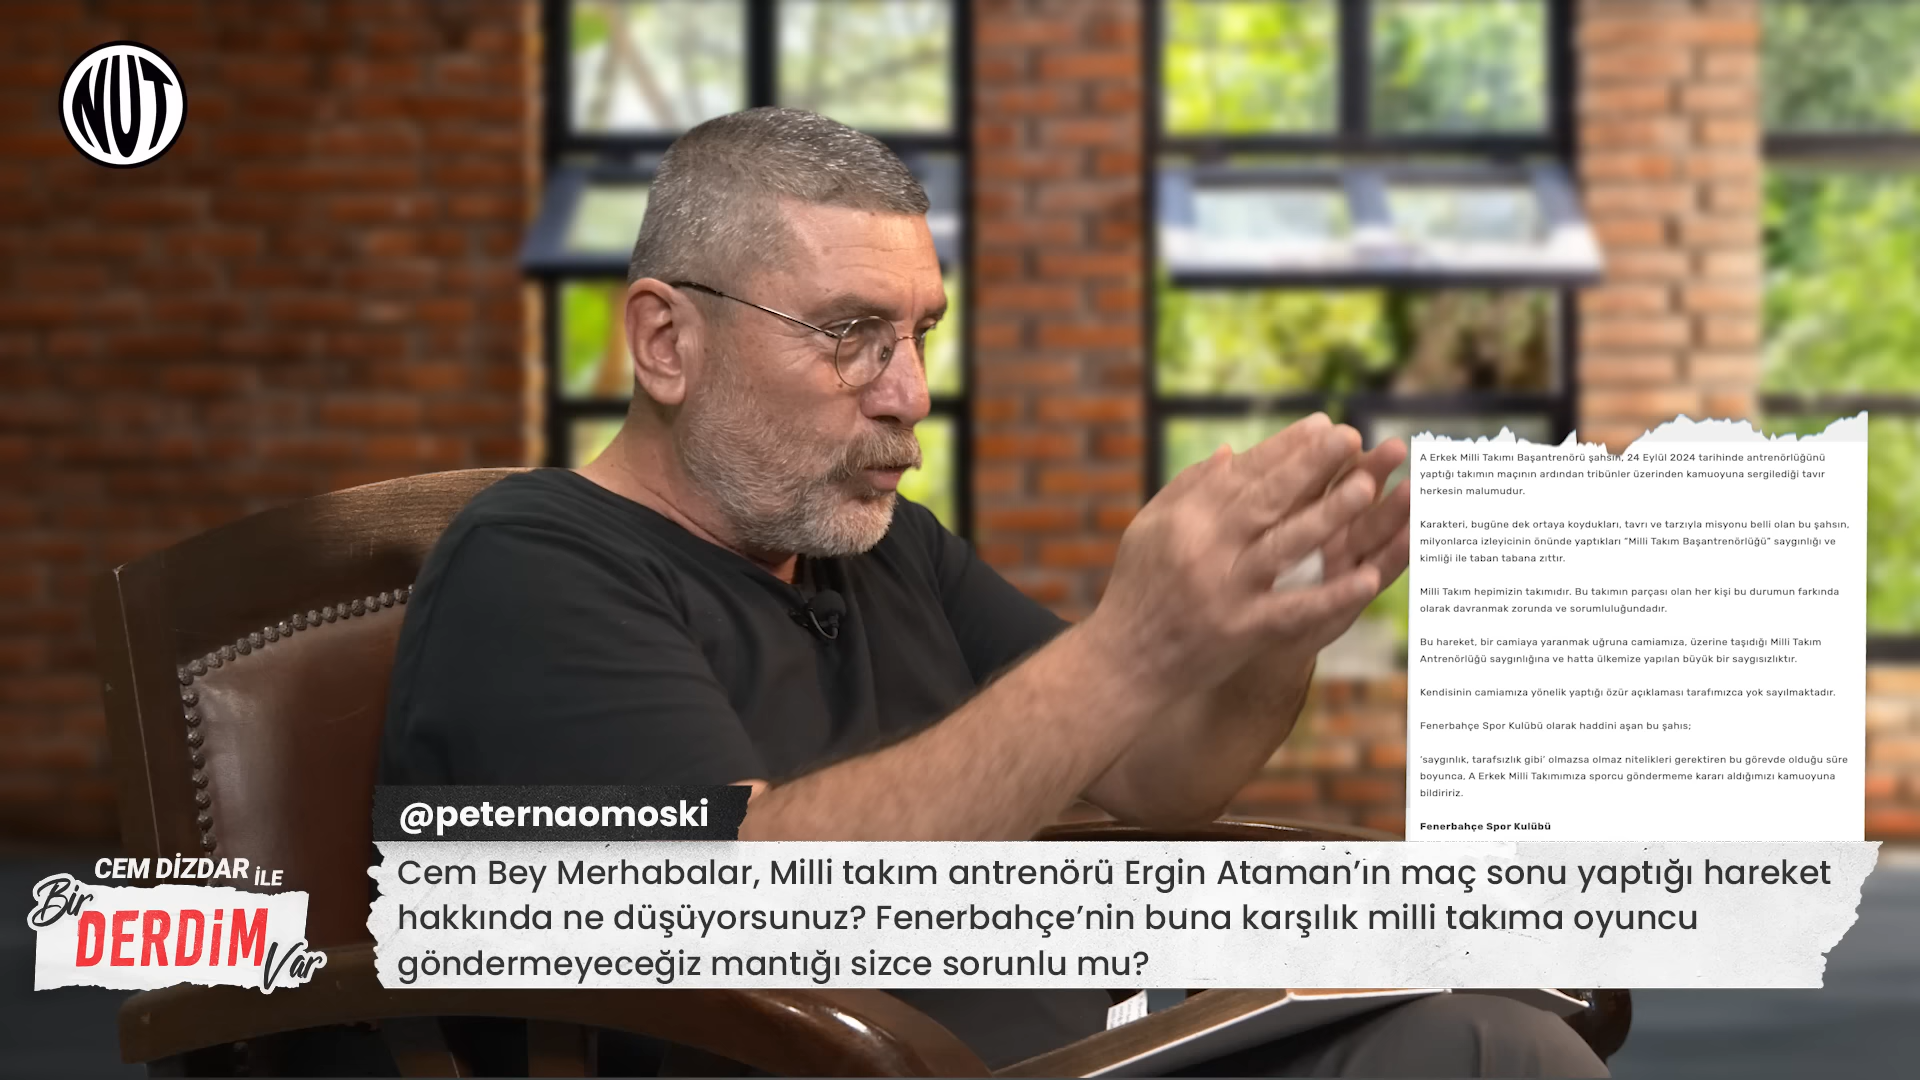 NUT
A Erkek Milli Takımı Başantrenörü şahsın, 24 Eylül 2024 tarihinde antrenörlüğünü
yaptığı takımın maçının ardından tribünler üzerinden kamuoyuna sergilediği tavır
herkesin malumudur.
Karakteri, bugüne dek ortaya koydukları, tavrı ve tarzıyla misyonu belli olan bu şahsın,
milyonlarca izleyicinin önünde yaptıkları “Milli Takım Başantrenörlüğü” saygınlığı ve
kimliği ile taban tabana zıttır.
Milli Takım hepimizin takımıdır. Bu takımın parçası olan her kişi bu durumun farkında
olarak davranmak zorunda ve sorumluluğundadır.
Bu hareket, bir camiaya yaranmak uğruna camiamıza, üzerine taşıdığı Milli Takım
Antrenörlüğü saygınlığına ve hatta ülkemize yapılan büyük bir saygısızlıktır.
Kendisinin camiamıza yönelik yaptığı özür açıklaması tarafımızca yok sayılmaktadır.
Fenerbahçe Spor Kulübü olarak haddini aşan bu şahıs;
‘saygınlık, tarafsızlık gibi’ olmazsa olmaz nitelikleri gerektiren bu görevde olduğu süre
boyunca, A Erkek Milli Takımımıza sporcu göndermeme kararı aldığımızı kamuoyuna
bildiririz.
Fenerbahçe Spor Kulübü
@peternaomoski
Cem Bey Merhabalar, Milli takım antrenörü Ergin Ataman’ın maç sonu yaptığı hareket
hakkında ne düşüyorsunuz? Fenerbahçe’nin buna karşılık milli takıma oyuncu
göndermeyeceğiz mantığı sizce sorunlu mu?
CEM DİZDAR İLE
Bir
DERDİM
Var